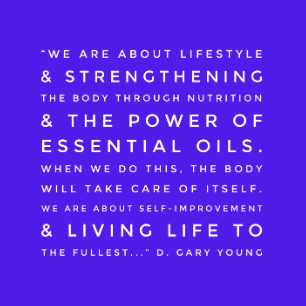 “WE ARE ABOUT LIFESTYLE
& STRENGTHENING
THE BODY THROUGH NUTRITION
& THE POWER OF
ESSENTIAL OILS.
WHEN WE DO THIS, THE BODY
WILL TAKE CARE OF ITSELF.
WE ARE ABOUT SELF-IMPROVEMENT
& LIVING LIFE TO
THE FULLEST...” D. GARY YOUNG